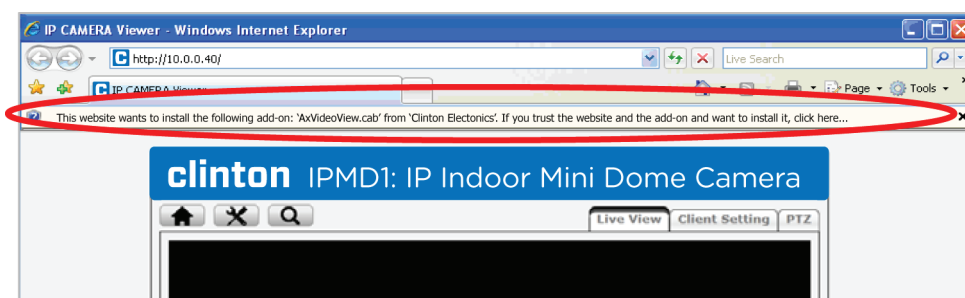 IP CAMERA Viewer - Windows Internet Explorer
http://10.0.0.40/
Live Search
IP CAMERA Viewer
Page
Tools
This website wants to install the following add-on: 'AxVideoView.cab' from 'Clinton Electonics'. If you trust the website and the add-on and want to install it, click here...
clinton IPMD1: IP Indoor Mini Dome Camera
Live View Client Setting PTZ